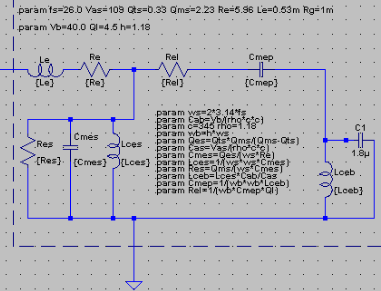 .param fs=26.0 Vas=109 Qts=0.33 Qms=2.23 Re=5.96 Le=0.53m Rg=1m
.param Vb=40.0 Ql=4.5 h=1.18
Le
{Le}
Re
{Re}
Rel
{Rel}
Cmep
{Cmep}
.param ws=2*3.14*fs
.param Cab=Vb/(rho*c*c)
.param c=345 rho=1.18
.param wb=h*ws
.param Qes=Qts*Qms/(Qms-Qts)
.param Cas=Vas/(rho*c*c)
.param Cmes=Qes/(ws*Re)
.param Lces=1/(ws*ws*Cmes)
.param Res=Qms/(ws*Cmes)
.param Lceb=Lces*Cab/Cas
.param Cmep=1/(wb*wb*Lceb)
.param Rel=1/(wb*Cmep*Ql)
Res
{Res}
Cmes
{Cmes}
Lces
{Lces}
C1
1.8µ
Lceb
{Lceb}